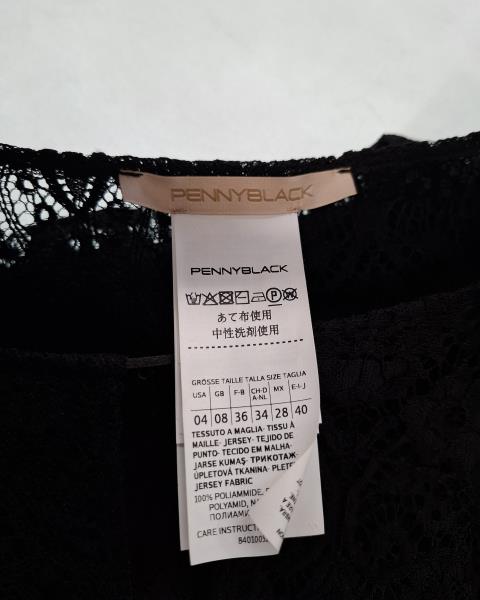 PENNYBLACK
PENNYBLACK
P
あて布使用
中性洗剤使用
GRÖSSE TAILLE TALLA SIZE TAGLIA
USA GB F-B CH-D A-NL MX E-I-J
04 08 36 34 28 40
TESSUTO A MAGLIA· TISSU À
MAILLE· JERSEY· TEJIDO DE
PUNTO· TECIDO EM MALHA·
JARSE KUMAŞ· ТРИКОТАЖ·
ÚPLETOVÁ TKANINA· PLETE
JERSEY FABRIC
100% POLIAMMIDE,
POLYAMID,
ПОЛИАМИ
CARE INSTRUCT